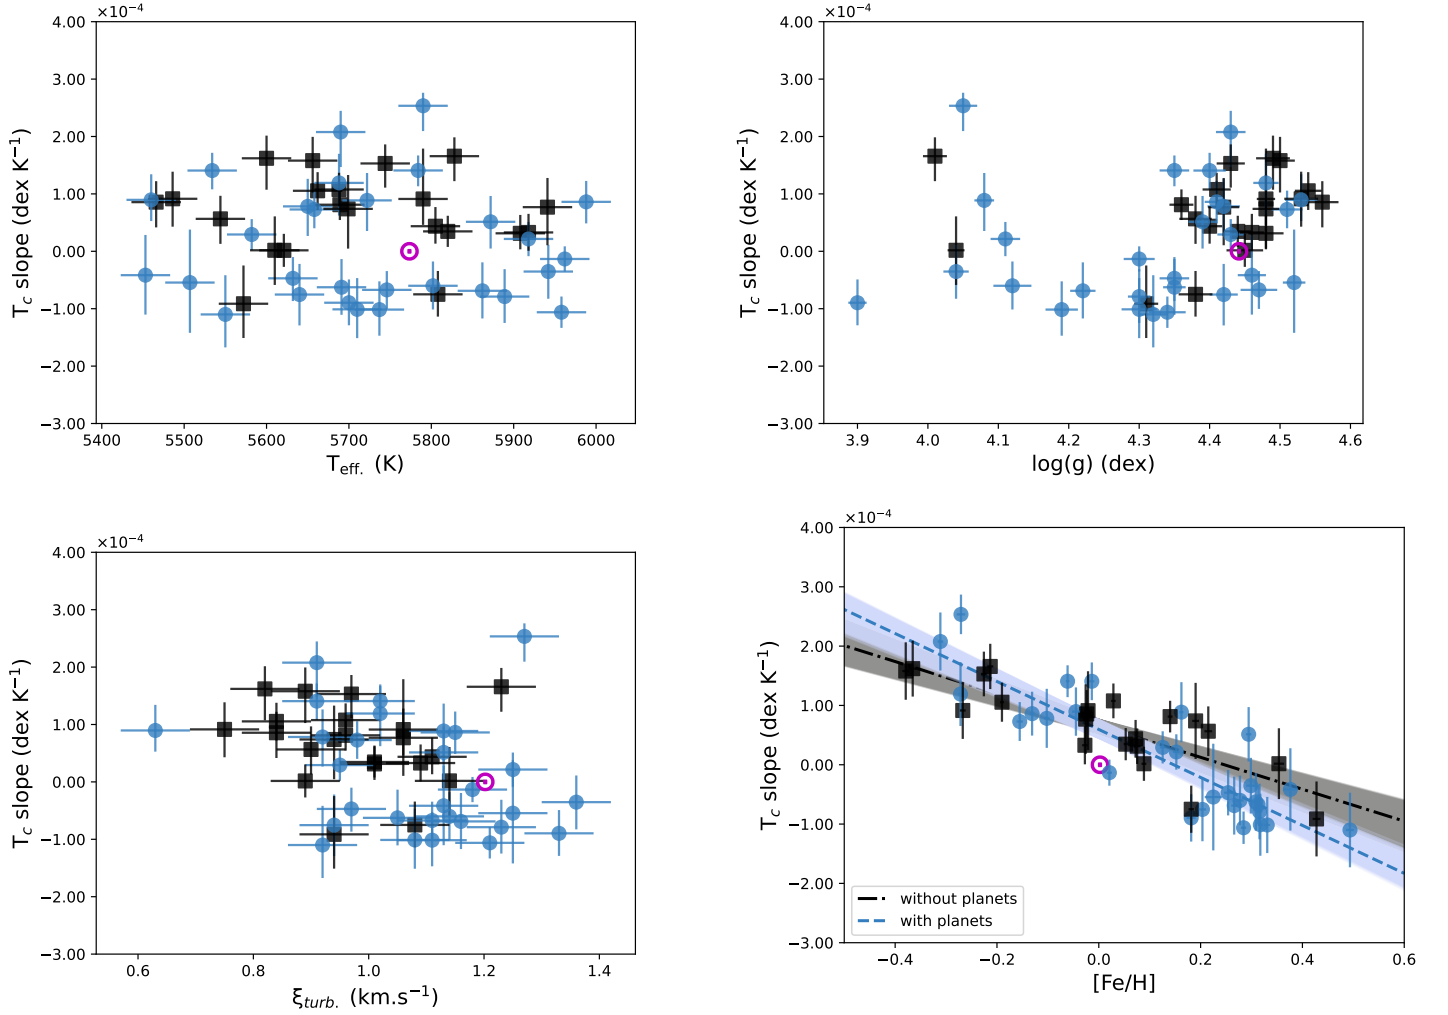 ×10⁻⁴
4.00
3.00
2.00
1.00
0.00
−1.00
−2.00
−3.00
T_c slope (dex K⁻¹)
5400 5500 5600 5700 5800 5900 6000
T_eff. (K)
×10⁻⁴
4.00
3.00
2.00
1.00
0.00
−1.00
−2.00
−3.00
T_c slope (dex K⁻¹)
3.9 4.0 4.1 4.2 4.3 4.4 4.5 4.6
log(g) (dex)
×10⁻⁴
4.00
3.00
2.00
1.00
0.00
−1.00
−2.00
−3.00
T_c slope (dex K⁻¹)
0.6 0.8 1.0 1.2 1.4
ξ_turb. (km.s⁻¹)
×10⁻⁴
4.00
3.00
2.00
1.00
0.00
−1.00
−2.00
−3.00
T_c slope (dex K⁻¹)
without planets
with planets
−0.4 −0.2 0.0 0.2 0.4 0.6
[Fe/H]